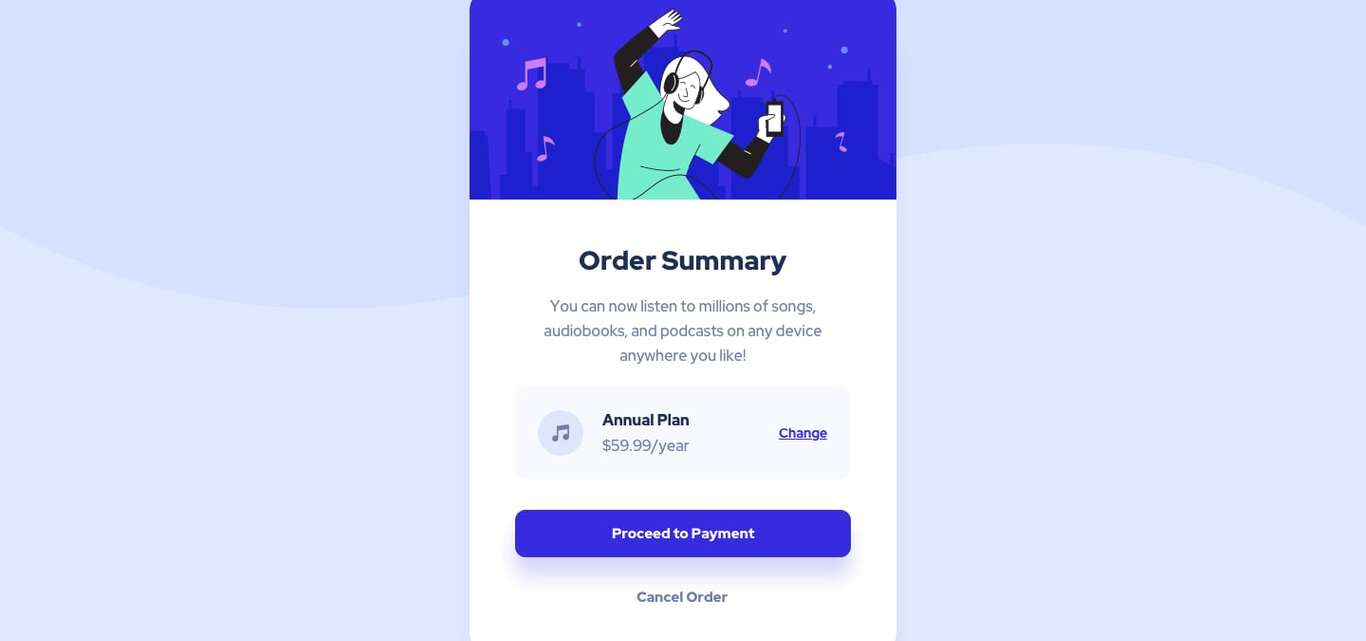 Order Summary
You can now listen to millions of songs,
audiobooks, and podcasts on any device
anywhere you like!
Annual Plan
$59.99/year
Change
Proceed to Payment
Cancel Order